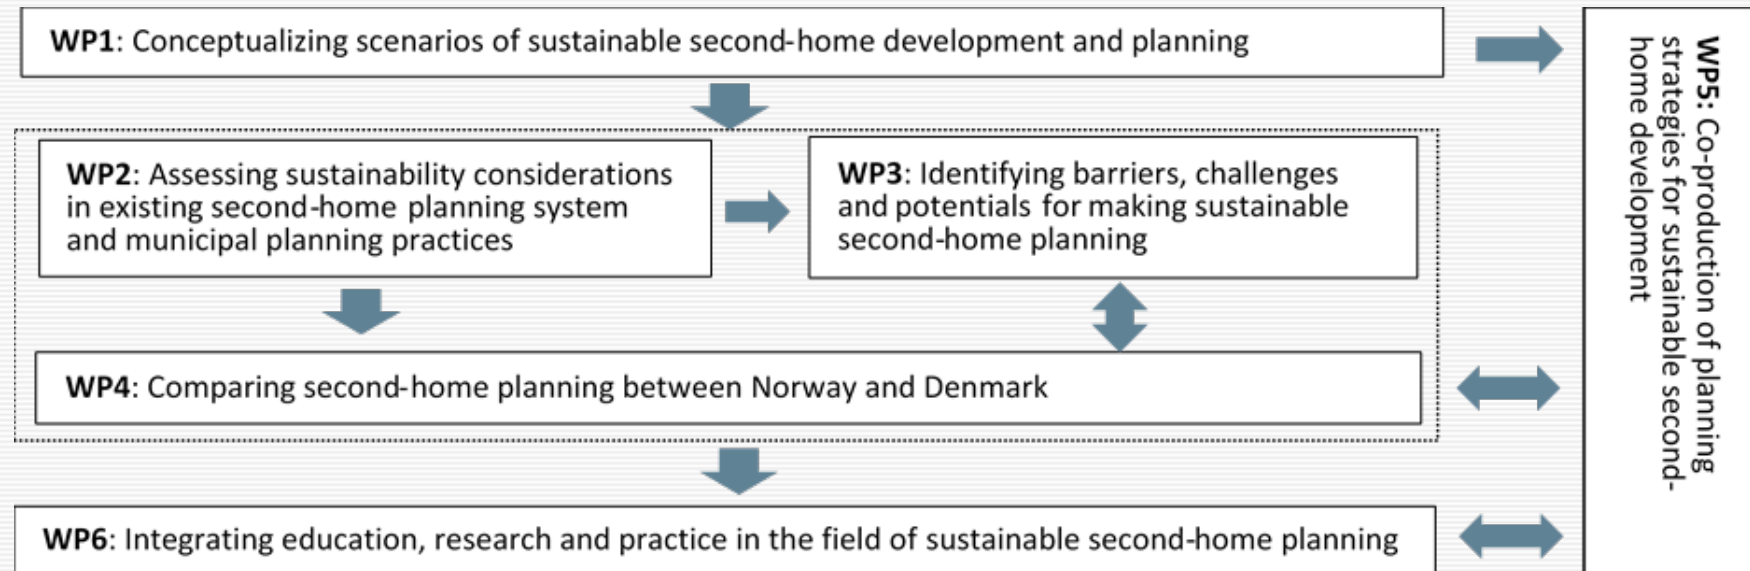 WP1: Conceptualizing scenarios of sustainable second-home development and planning
WP2: Assessing sustainability considerations
in existing second-home planning system
and municipal planning practices
WP3: Identifying barriers, challenges
and potentials for making sustainable
second-home planning
WP4: Comparing second-home planning between Norway and Denmark
WP6: Integrating education, research and practice in the field of sustainable second-home planning
WP5: Co-production of planning
strategies for sustainable second-
home development